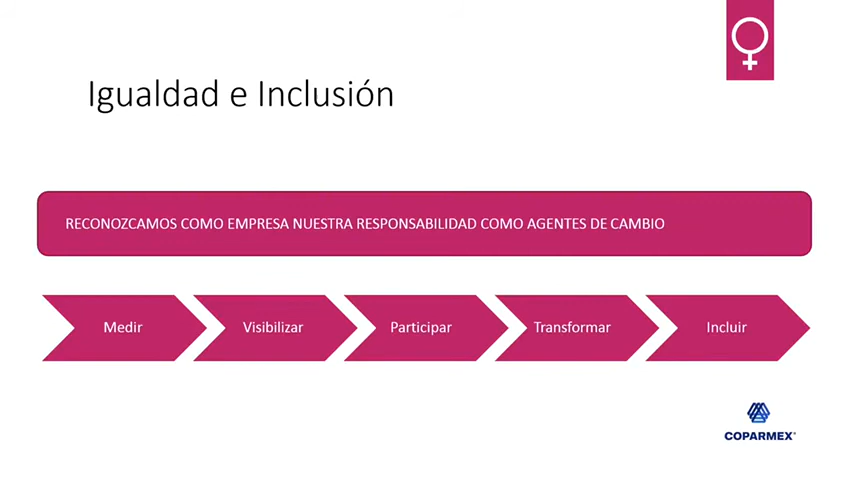 Igualdad e Inclusión
RECONOZCAMOS COMO EMPRESA NUESTRA RESPONSABILIDAD COMO AGENTES DE CAMBIO
Medir
Visibilizar
Participar
Transformar
Incluir
COPARMEX®